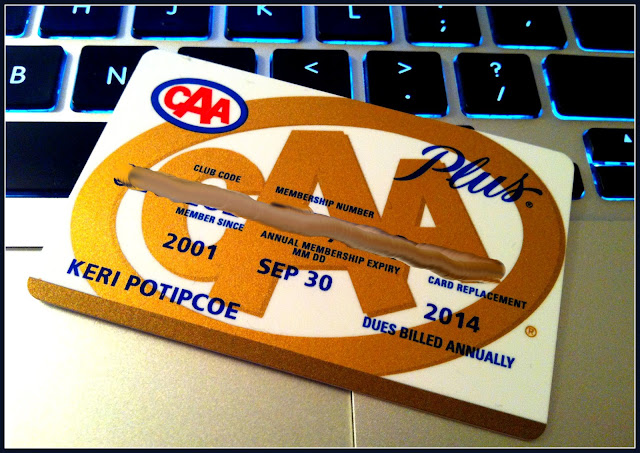 H J K L : ;
B N < , > . ? /
CAA
Plus®
CAA
CLUB CODE
MEMBERSHIP NUMBER
MEMBER SINCE
2001
ANNUAL MEMBERSHIP EXPIRY
MM DD
SEP 30
CARD REPLACEMENT
2014
KERI POTIPCOE
DUES BILLED ANNUALLY
®